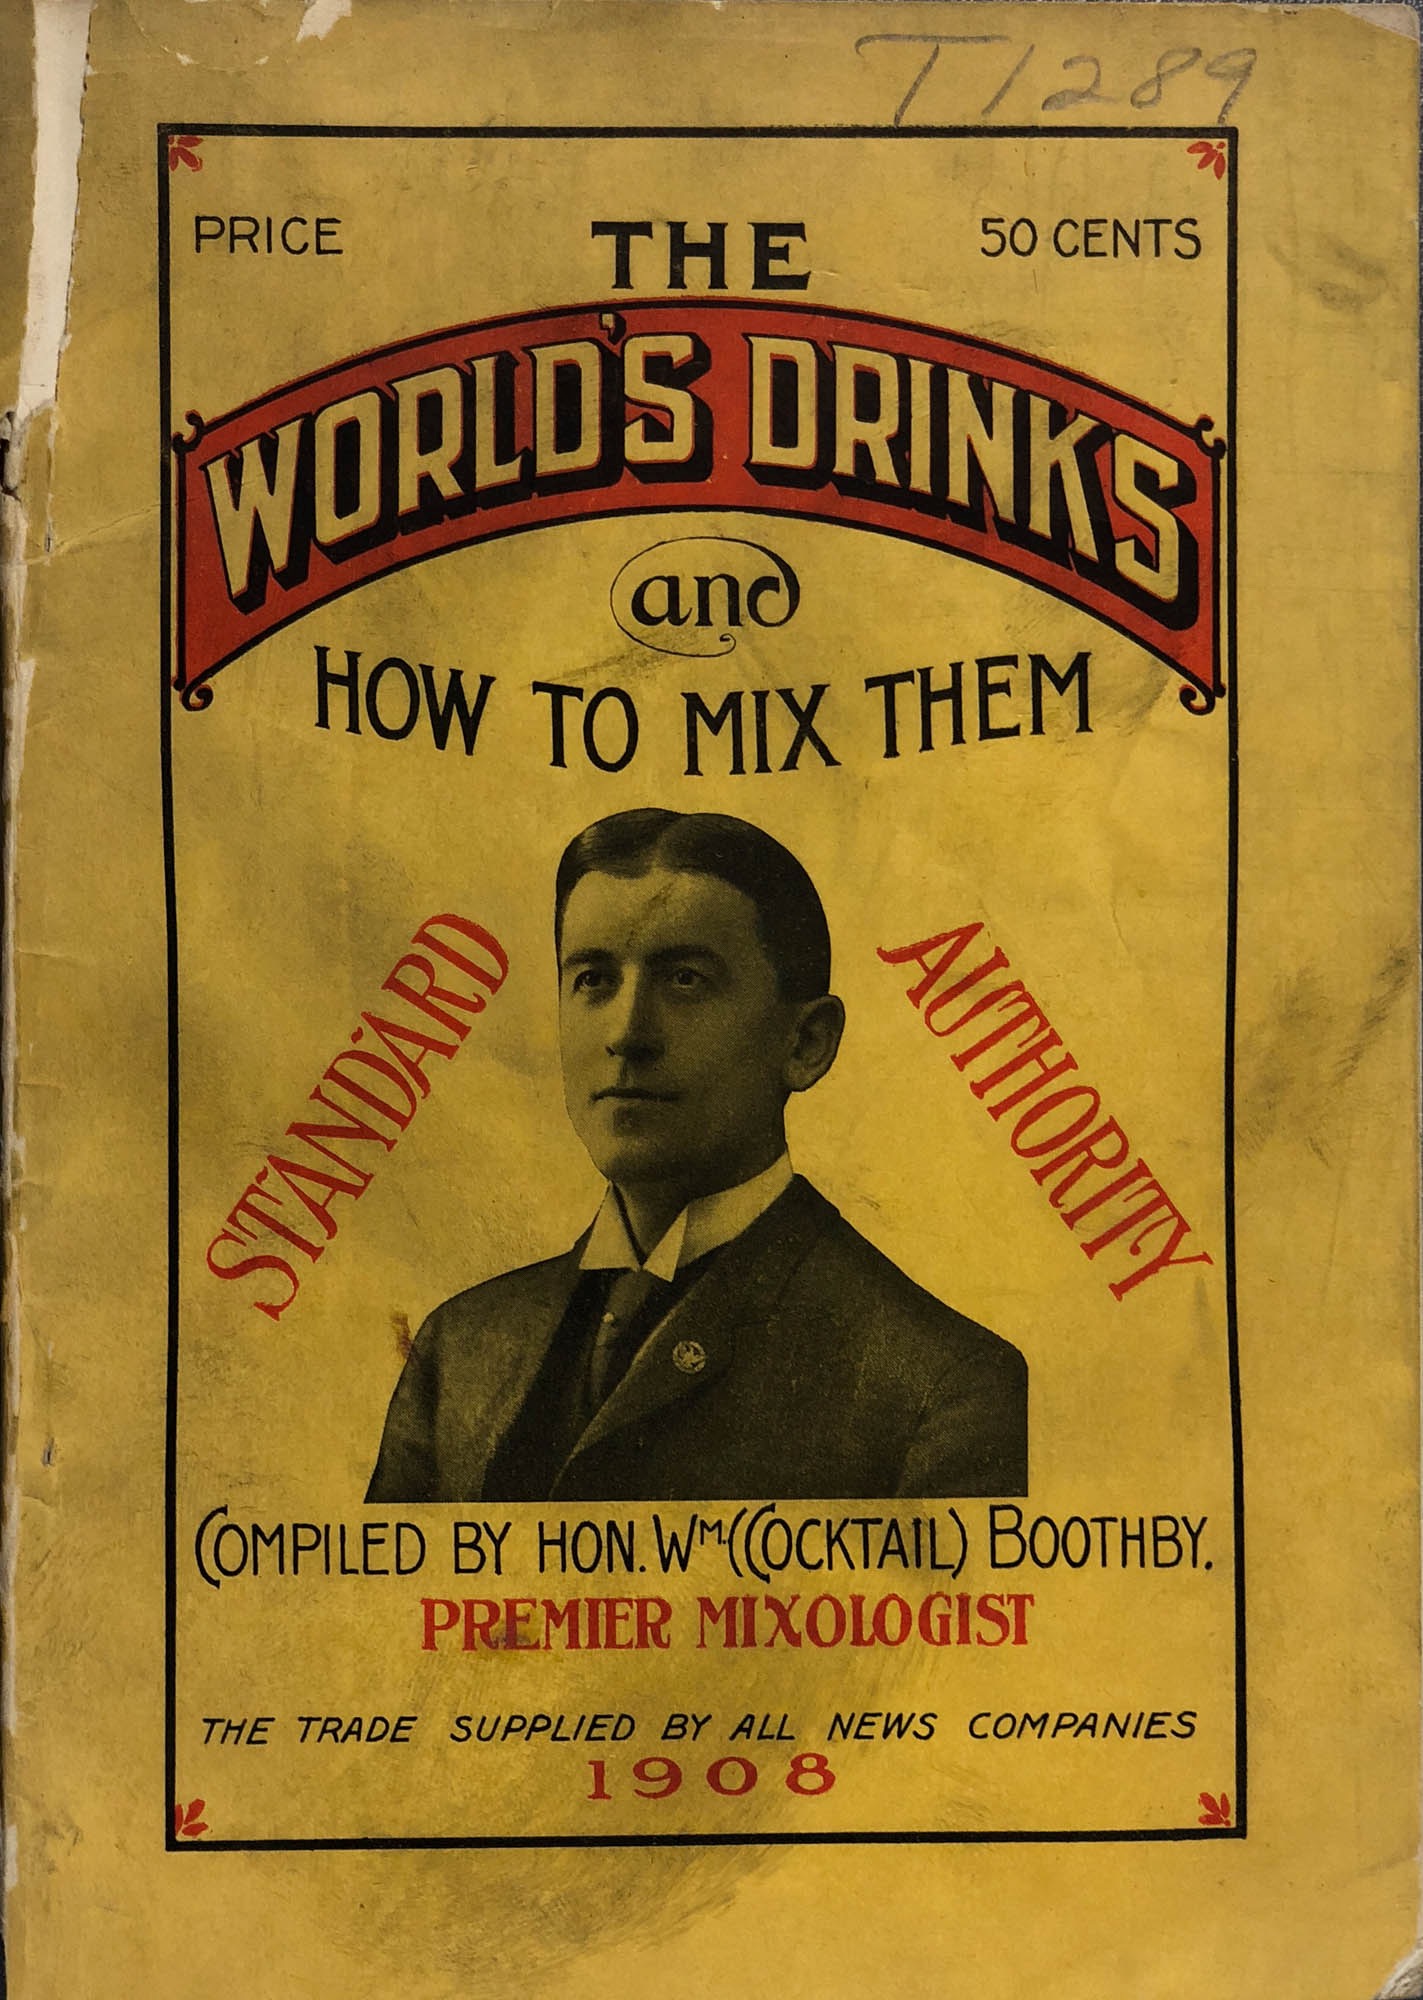 T1289
PRICE
THE
50 CENTS
WORLD'S DRINKS
and
HOW TO MIX THEM
STANDARD
AUTHORITY
COMPILED BY HON. WM. (COCKTAIL) BOOTHBY.
PREMIER MIXOLOGIST
THE TRADE SUPPLIED BY ALL NEWS COMPANIES
1908